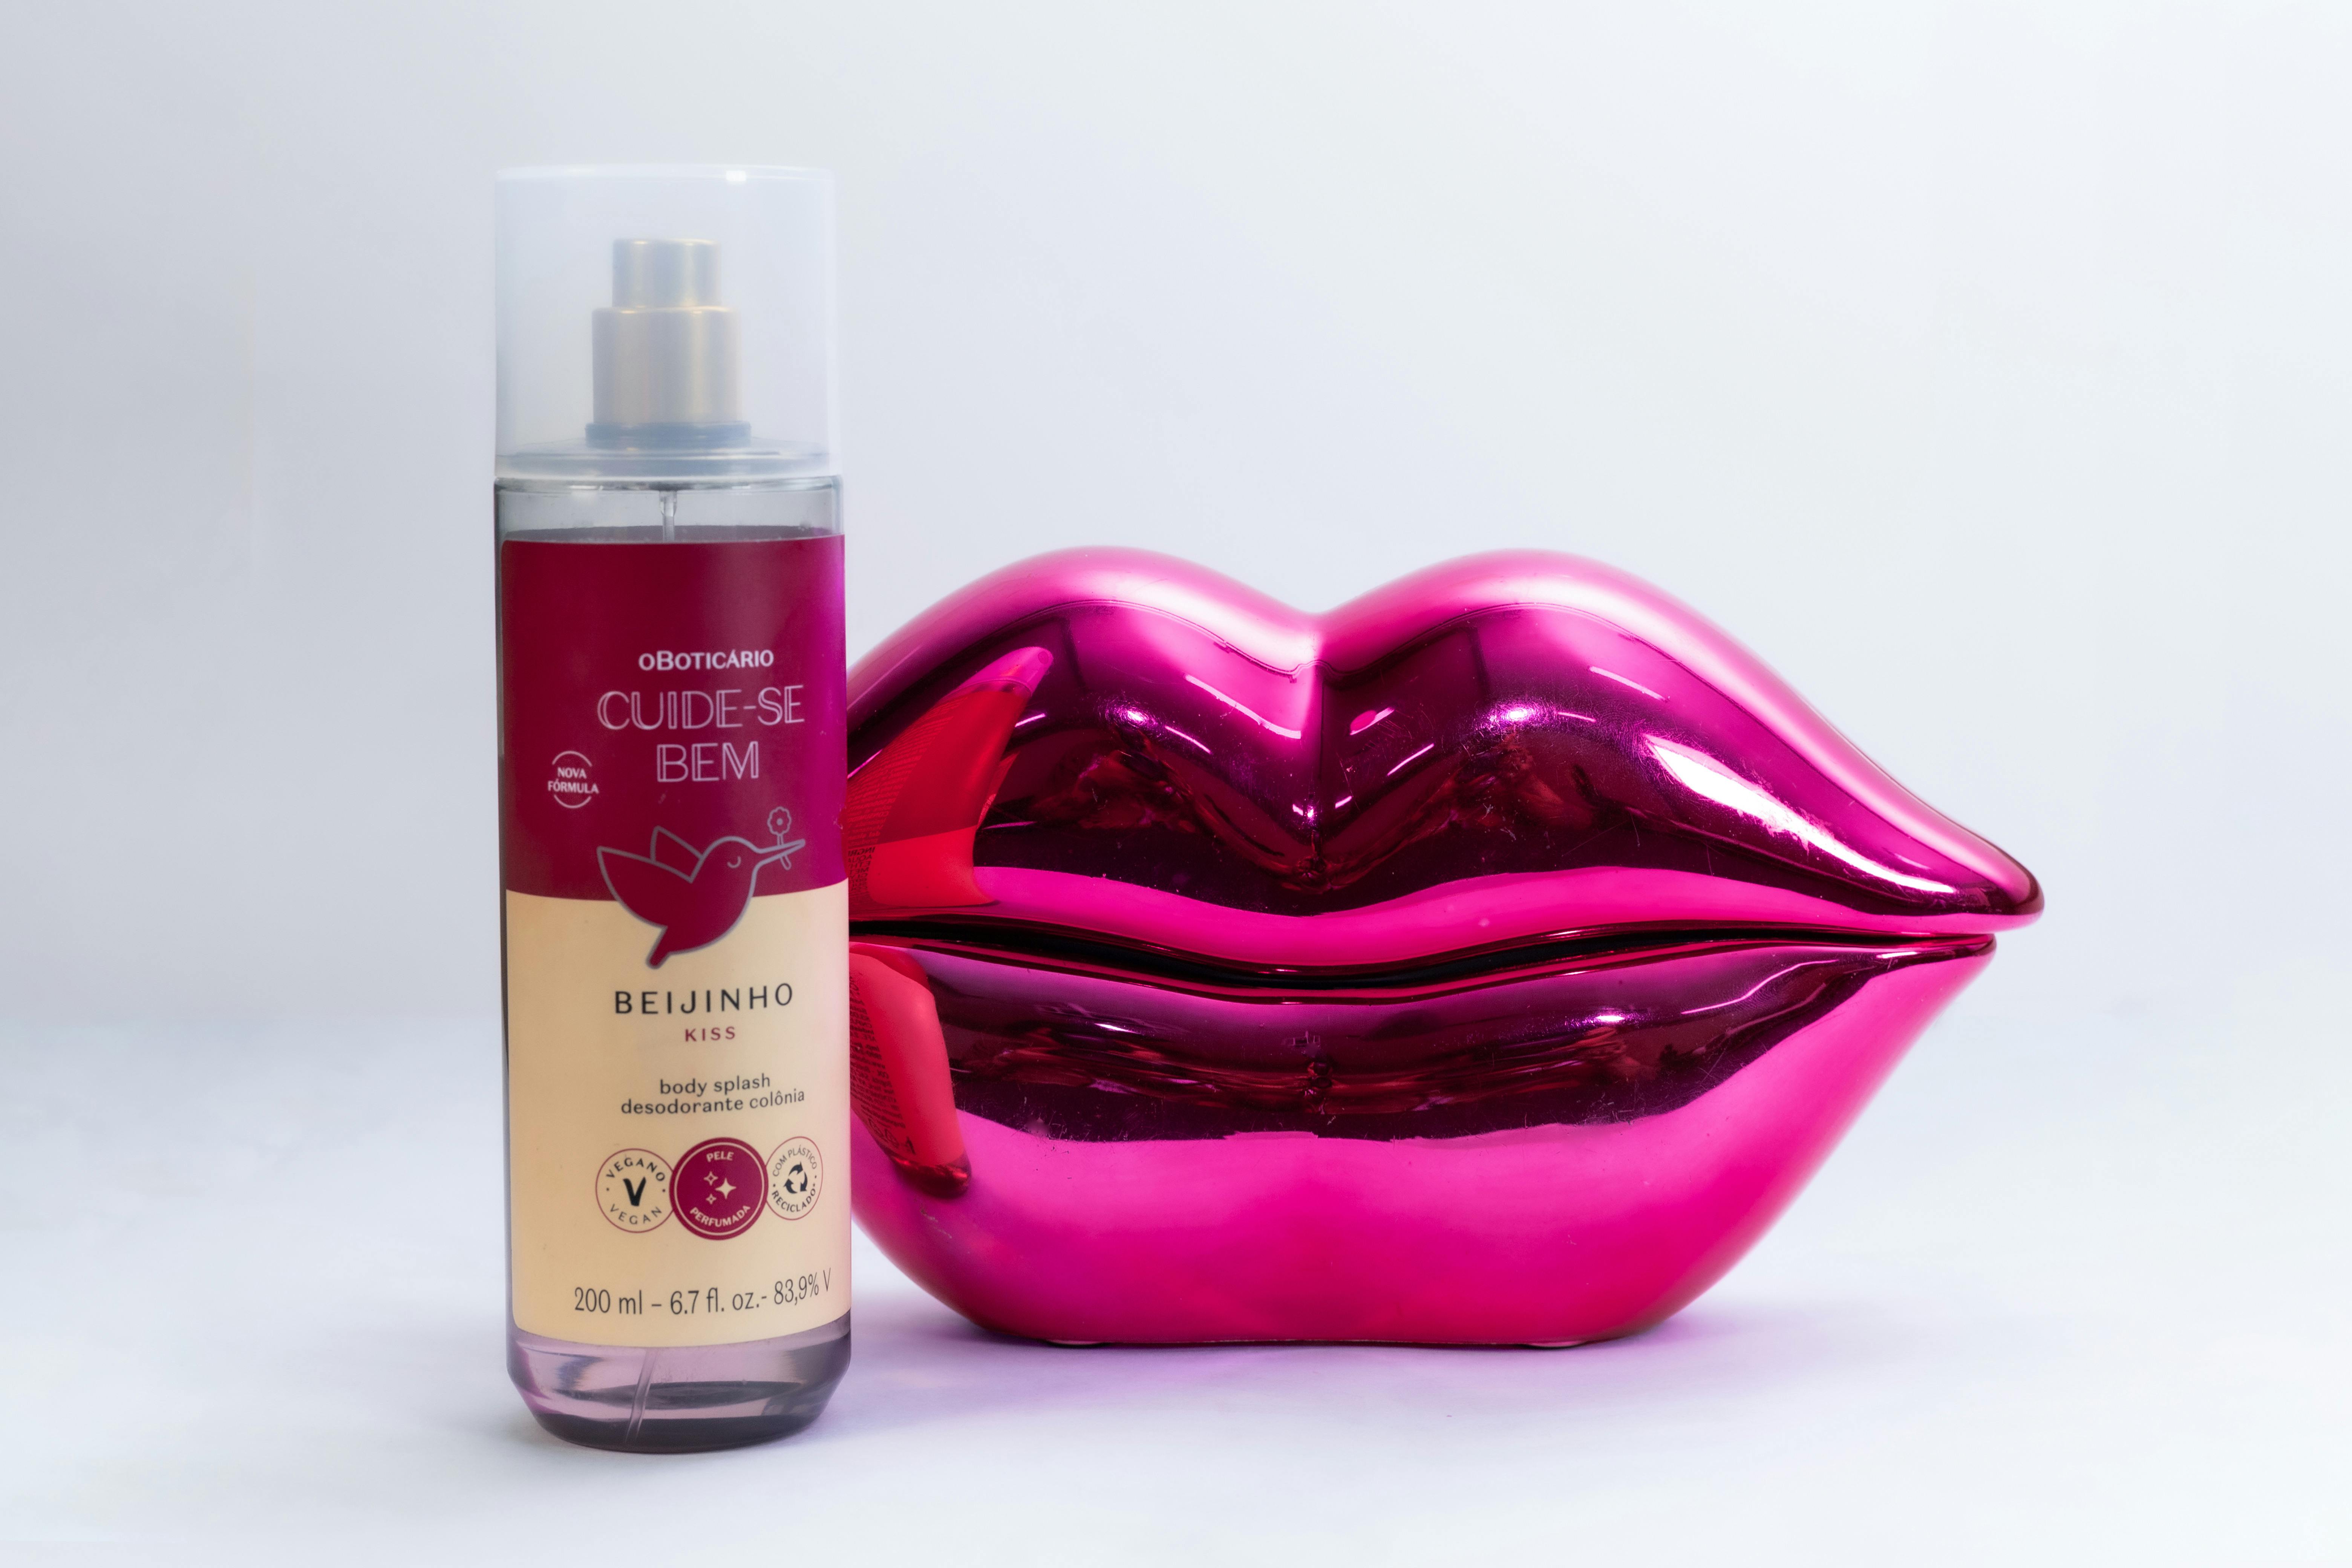 oBOTICÁRIO
CUIDE-SE
BEM
NOVA
FÓRMULA
BEIJINHO
KISS
body splash
desodorante colônia
VEGANO
V
VEGAN
PELE
PERFUMADA
COM PLÁSTICO
RECICLADO
200 ml – 6.7 fl. oz.- 83,9% V